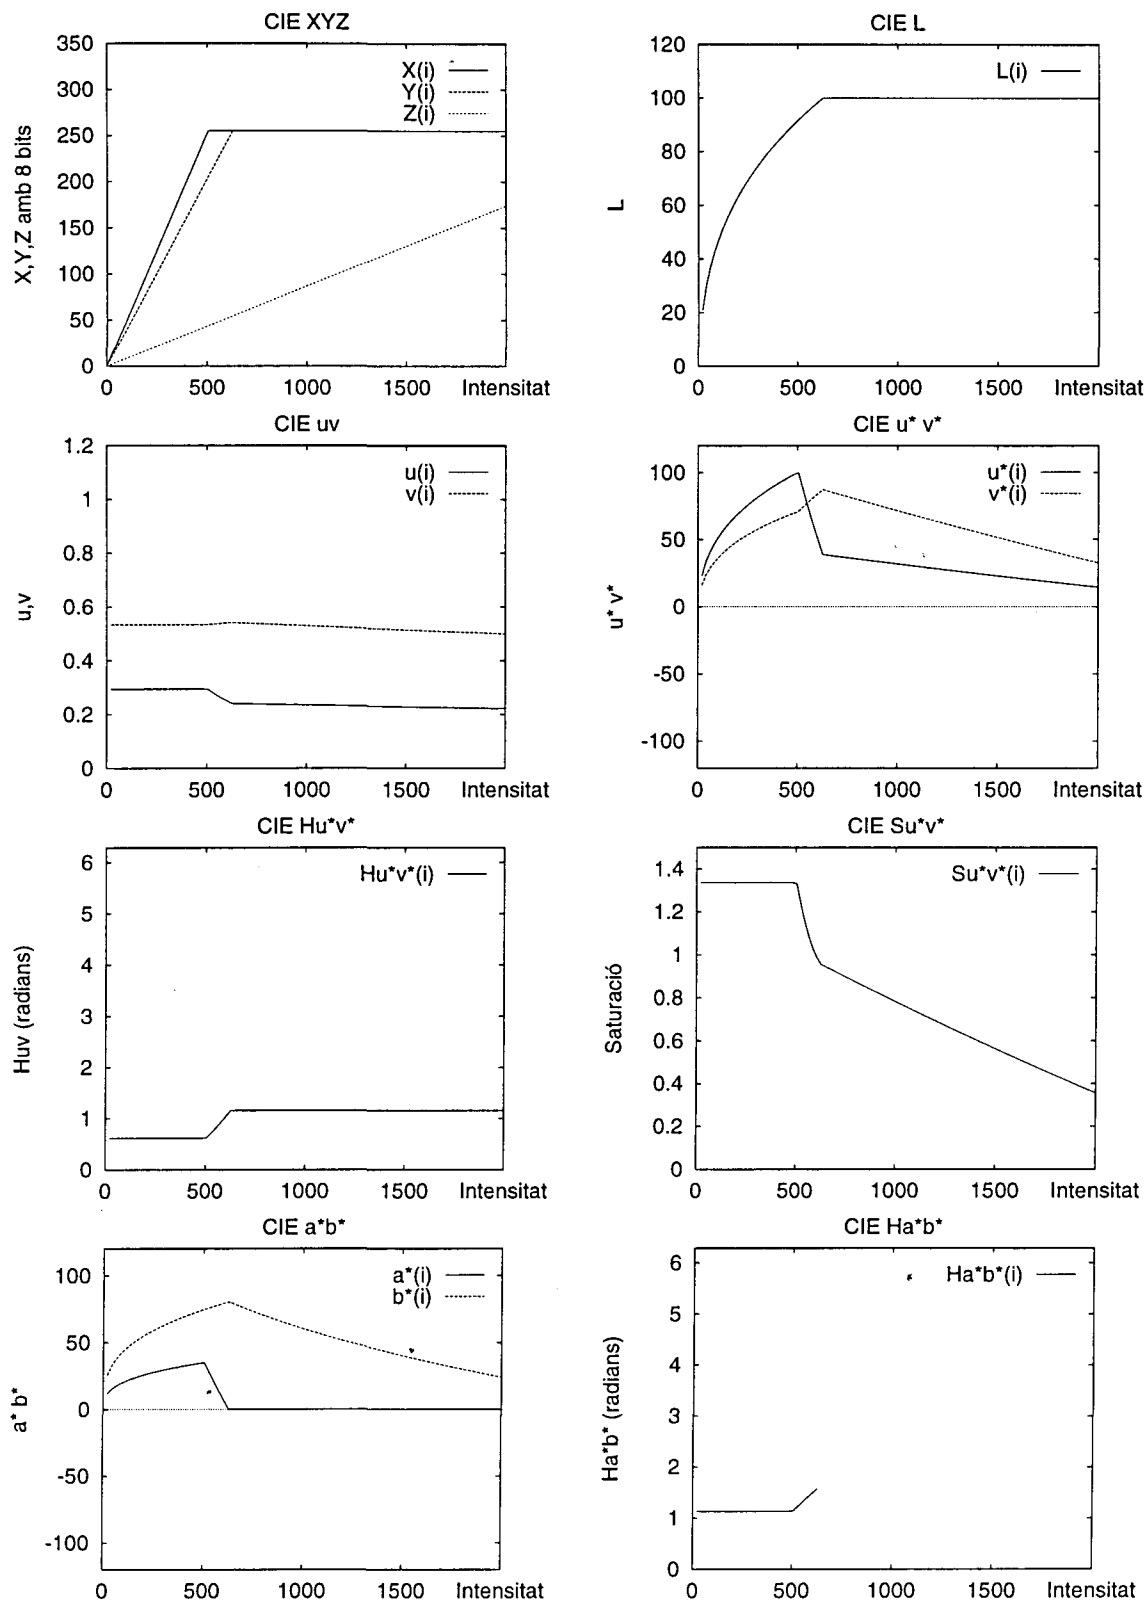 CIE XYZ
350
300
250
200
150
100
50
0
X(i)
Y(i)
Z(i)
X,Y,Z amb 8 bits
0 500 1000 1500 Intensitat
CIE L
120
100
80
60
40
20
0
L(i)
L
0 500 1000 1500 Intensitat
CIE uv
1.2
1
0.8
0.6
0.4
0.2
0
u(i)
v(i)
u,v
0 500 1000 1500 Intensitat
CIE u* v*
100
50
0
-50
-100
u*(i)
v*(i)
u* v*
0 500 1000 1500 Intensitat
CIE Hu*v*
6
5
4
3
2
1
0
Hu*v*(i)
Huv (radians)
0 500 1000 1500 Intensitat
CIE Su*v*
1.4
1.2
1
0.8
0.6
0.4
0.2
0
Su*v*(i)
Saturació
0 500 1000 1500 Intensitat
CIE a*b*
100
50
0
-50
-100
a*(i)
b*(i)
a* b*
0 500 1000 1500 Intensitat
CIE Ha*b*
6
5
4
3
2
1
0
Ha*b*(i)
Ha*b* (radians)
0 500 1000 1500 Intensitat